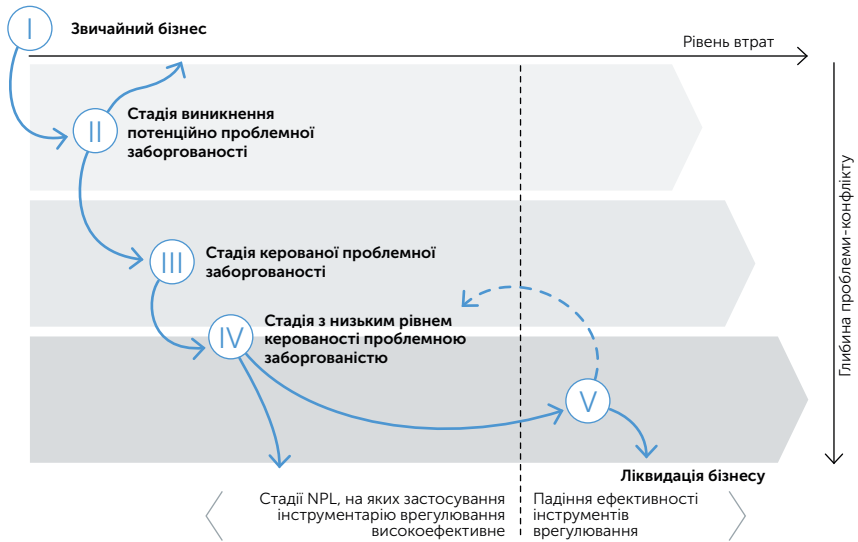 I
Звичайний бізнес
Рівень втрат
II
Стадія виникнення
потенційно проблемної
заборгованості
Глибина проблеми-конфлікту
III
Стадія керованої проблемної
заборгованості
IV
Стадія з низьким рівнем
керованості проблемною
заборгованістю
V
Ліквидація бізнесу
Стадії NPL, на яких застосування
інструментарію врегулювання
високоефективне
Падіння ефективності
інструментів
врегулювання